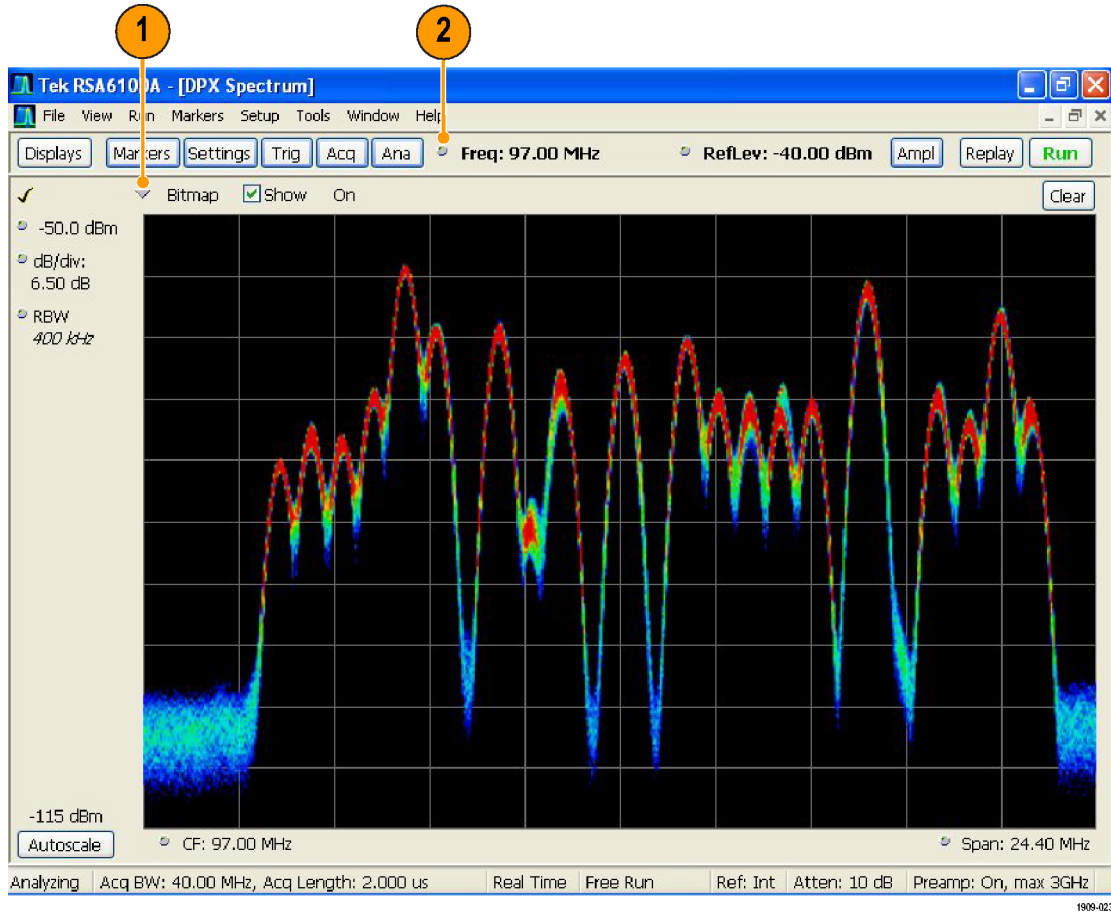 1 2
Tek RSA6100A - [DPX Spectrum]
File View Run Markers Setup Tools Window Help
Displays Markers Settings Trig Acq Ana Freq: 97.00 MHz RefLev: -40.00 dBm Ampl Replay Run
Bitmap Show On Clear
-50.0 dBm
dB/div:
6.50 dB
RBW
400 kHz
-115 dBm
Autoscale CF: 97.00 MHz Span: 24.40 MHz
Analyzing Acq BW: 40.00 MHz, Acq Length: 2.000 us Real Time Free Run Ref: Int Atten: 10 dB Preamp: On, max 3GHz
1909-023